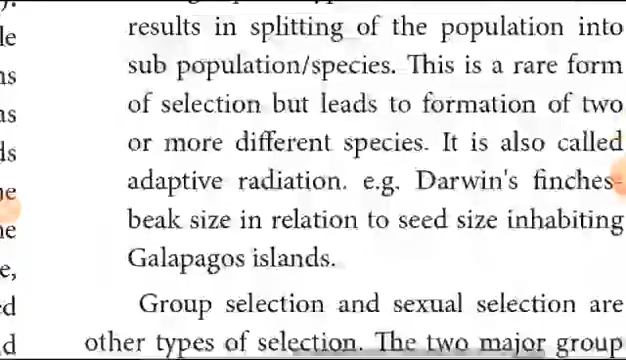 results in splitting of the population into
sub population/species. This is a rare form
of selection but leads to formation of two
or more different species. It is also called
adaptive radiation. e.g. Darwin's finches-
beak size in relation to seed size inhabiting
Galapagos islands.
Group selection and sexual selection are
other types of selection. The two major group